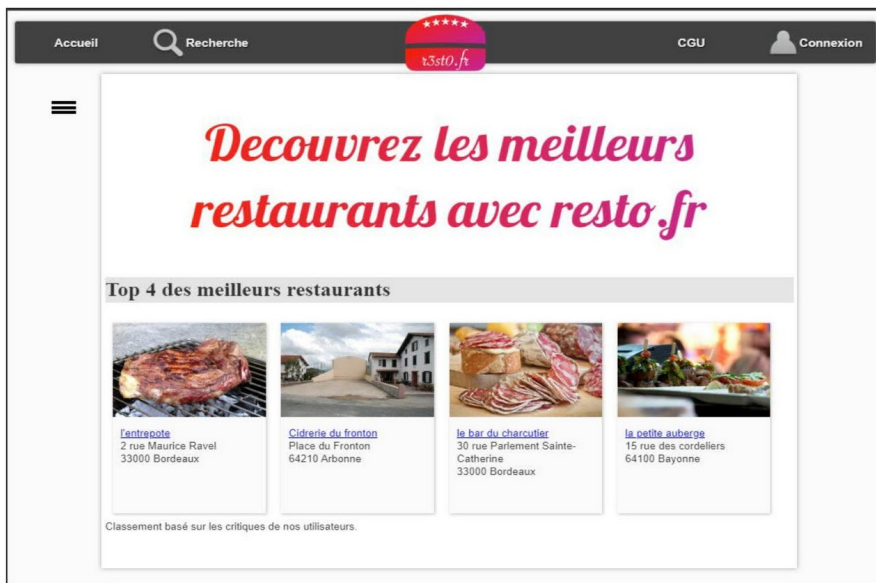 Accueil
Recherche
★★★★★
r3st0.fr
CGU
Connexion
Decouvrez les meilleurs
restaurants avec resto.fr
Top 4 des meilleurs restaurants
l'entrepote
2 rue Maurice Ravel
33000 Bordeaux
Cidrerie du fronton
Place du Fronton
64210 Arbonne
le bar du charcutier
30 rue Parlement Sainte-
Catherine
33000 Bordeaux
la petite auberge
15 rue des cordeliers
64100 Bayonne
Classement basé sur les critiques de nos utilisateurs.